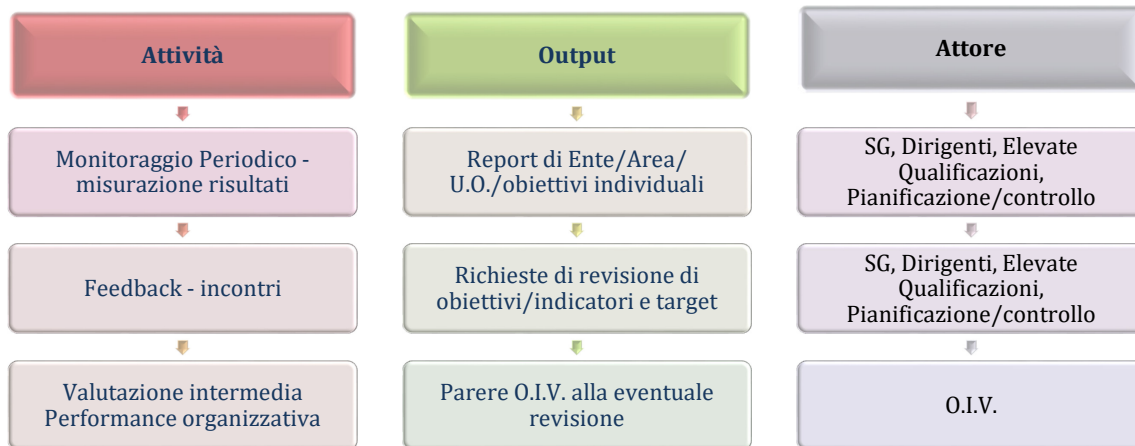 Attività
Output
Attore
Monitoraggio Periodico -
misurazione risultati
Report di Ente/Area/
U.O./obiettivi individuali
SG, Dirigenti, Elevate
Qualificazioni,
Pianificazione/controllo
Feedback - incontri
Richieste di revisione di
obiettivi/indicatori e target
SG, Dirigenti, Elevate
Qualificazioni,
Pianificazione/controllo
Valutazione intermedia
Performance organizzativa
Parere O.I.V. alla eventuale
revisione
O.I.V.